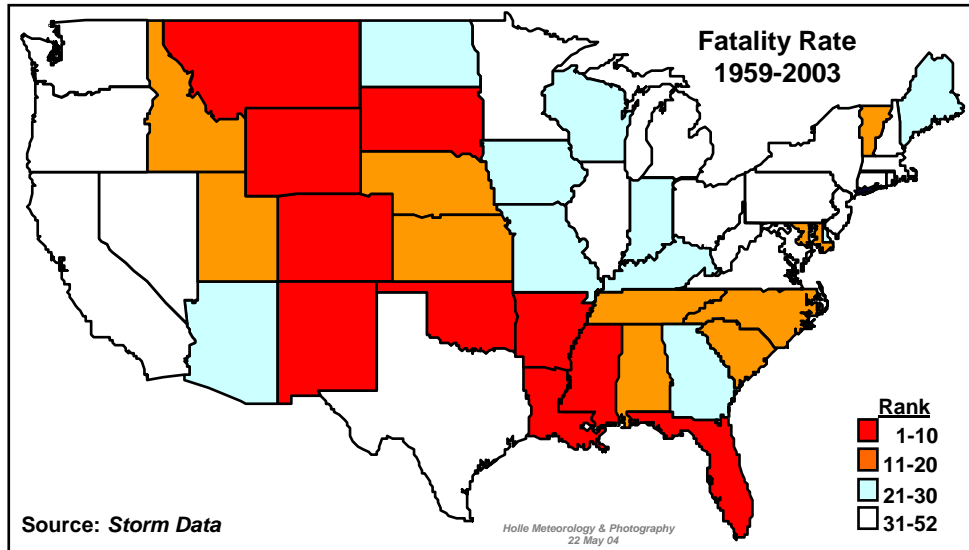 Fatality Rate
1959-2003
Rank
1-10
11-20
21-30
31-52
Source: Storm Data
Holle Meteorology & Photography
22 May 04